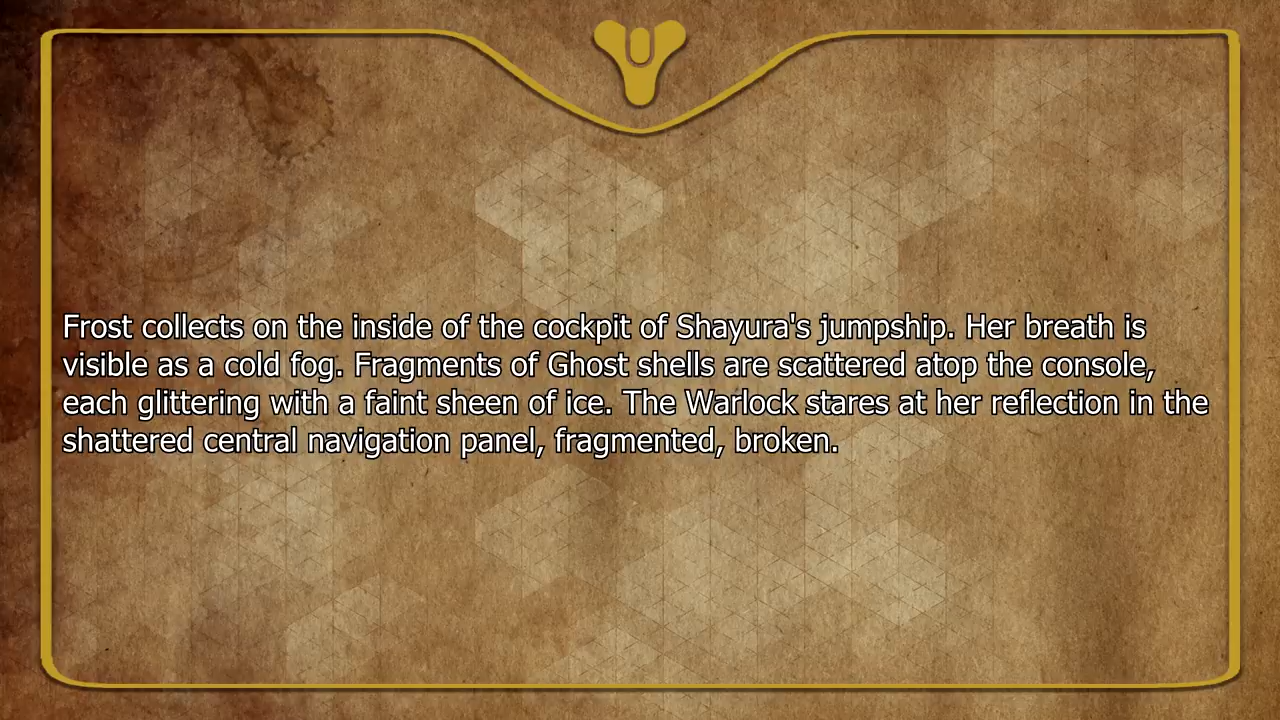 Frost collects on the inside of the cockpit of Shayura's jumpship. Her breath is
visible as a cold fog. Fragments of Ghost shells are scattered atop the console,
each glittering with a faint sheen of ice. The Warlock stares at her reflection in the
shattered central navigation panel, fragmented, broken.